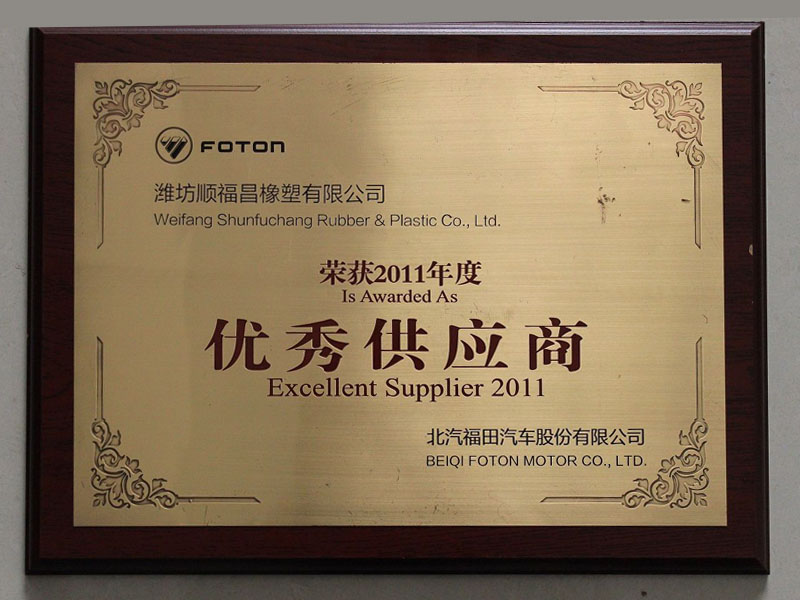 FOTON
潍坊顺福昌橡塑有限公司
Weifang Shunfuchang Rubber & Plastic Co., Ltd.
荣获2011年度
Is Awarded As
优秀供应商
Excellent Supplier 2011
北汽福田汽车股份有限公司
BEIQI FOTON MOTOR CO., LTD.